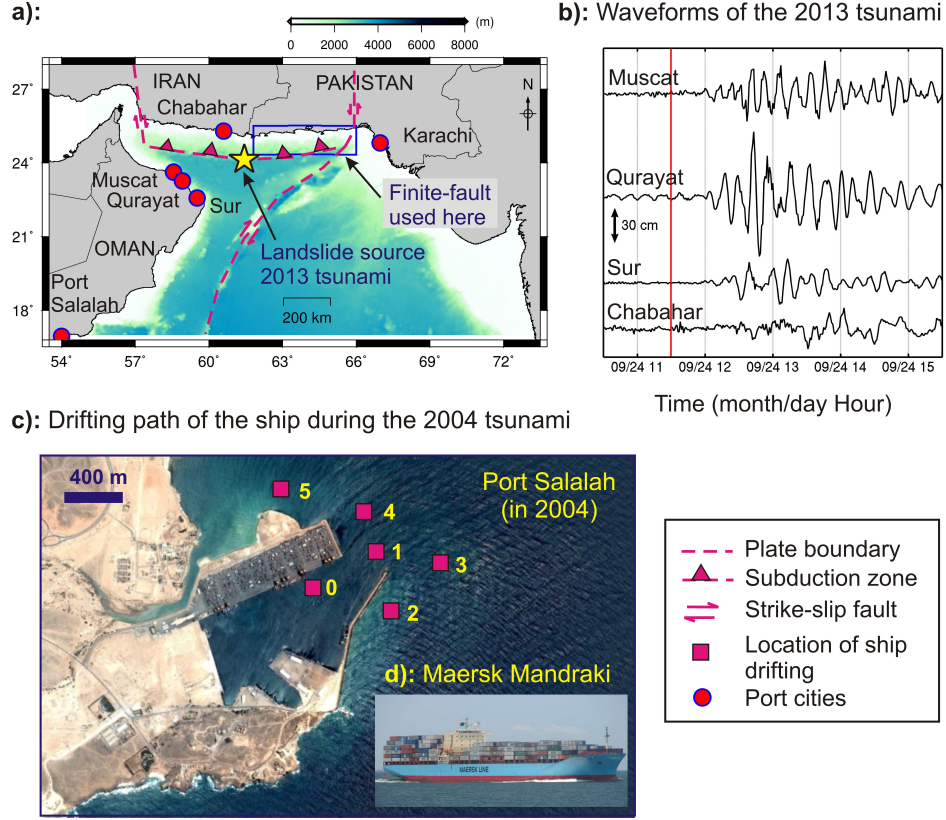 a):
(m)
0 2000 4000 6000 8000
27°
24°
21°
18°
54° 57° 60° 63° 66° 69° 72°
IRAN
PAKISTAN
N
Chabahar
Karachi
Muscat
Qurayat
Sur
Finite-fault
used here
OMAN
Landslide source
2013 tsunami
Port
Salalah
200 km
b): Waveforms of the 2013 tsunami
Muscat
Qurayat
30 cm
Sur
Chabahar
09/24 11 09/24 12 09/24 13 09/24 14 09/24 15
Time (month/day Hour)
c): Drifting path of the ship during the 2004 tsunami
400 m
Port Salalah
(in 2004)
5
4
1
3
0
2
d): Maersk Mandraki
MAERSK LINE
Plate boundary
Subduction zone
Strike-slip fault
Location of ship
drifting
Port cities